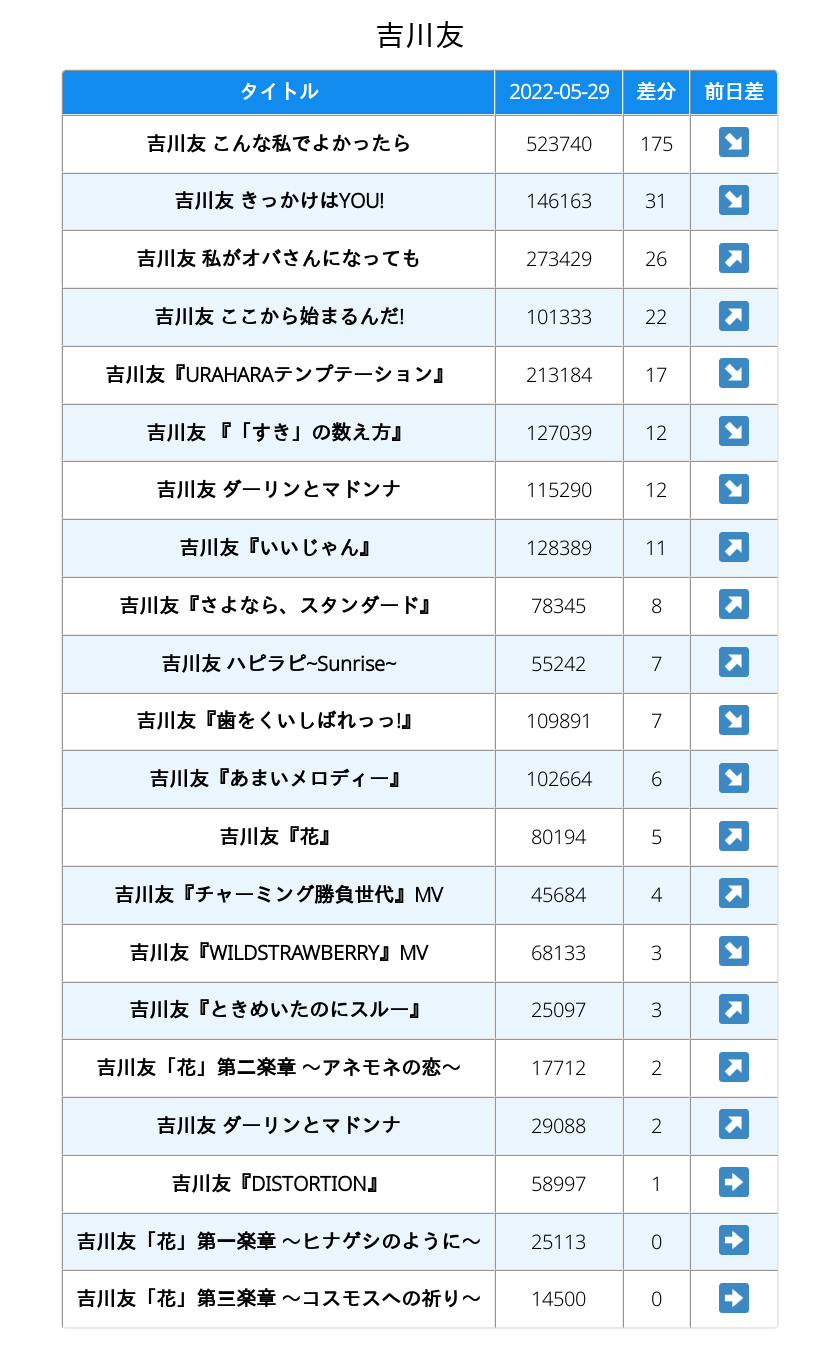 吉川友
タイトル 2022-05-29 差分 前日差
吉川友 こんな私でよかったら 523740 175 ↘
吉川友 きっかけはYOU! 146163 31 ↘
吉川友 私がオバさんになっても 273429 26 ↗
吉川友 ここから始まるんだ! 101333 22 ↗
吉川友『URAHARAテンプテーション』 213184 17 ↘
吉川友 『「すき」の数え方』 127039 12 ↘
吉川友 ダーリンとマドンナ 115290 12 ↘
吉川友『いいじゃん』 128389 11 ↗
吉川友『さよなら、スタンダード』 78345 8 ↗
吉川友 ハピラピ~Sunrise~ 55242 7 ↗
吉川友『歯をくいしばれっっ!』 109891 7 ↘
吉川友『あまいメロディー』 102664 6 ↘
吉川友『花』 80194 5 ↗
吉川友『チャーミング勝負世代』MV 45684 4 ↗
吉川友『WILDSTRAWBERRY』MV 68133 3 ↘
吉川友『ときめいたのにスルー』 25097 3 ↗
吉川友「花」第二楽章 〜アネモネの恋〜 17712 2 ↗
吉川友 ダーリンとマドンナ 29088 2 ↗
吉川友『DISTORTION』 58997 1 ➡
吉川友「花」第一楽章 〜ヒナゲシのように〜 25113 0 ➡
吉川友「花」第三楽章 〜コスモスへの祈り〜 14500 0 ➡